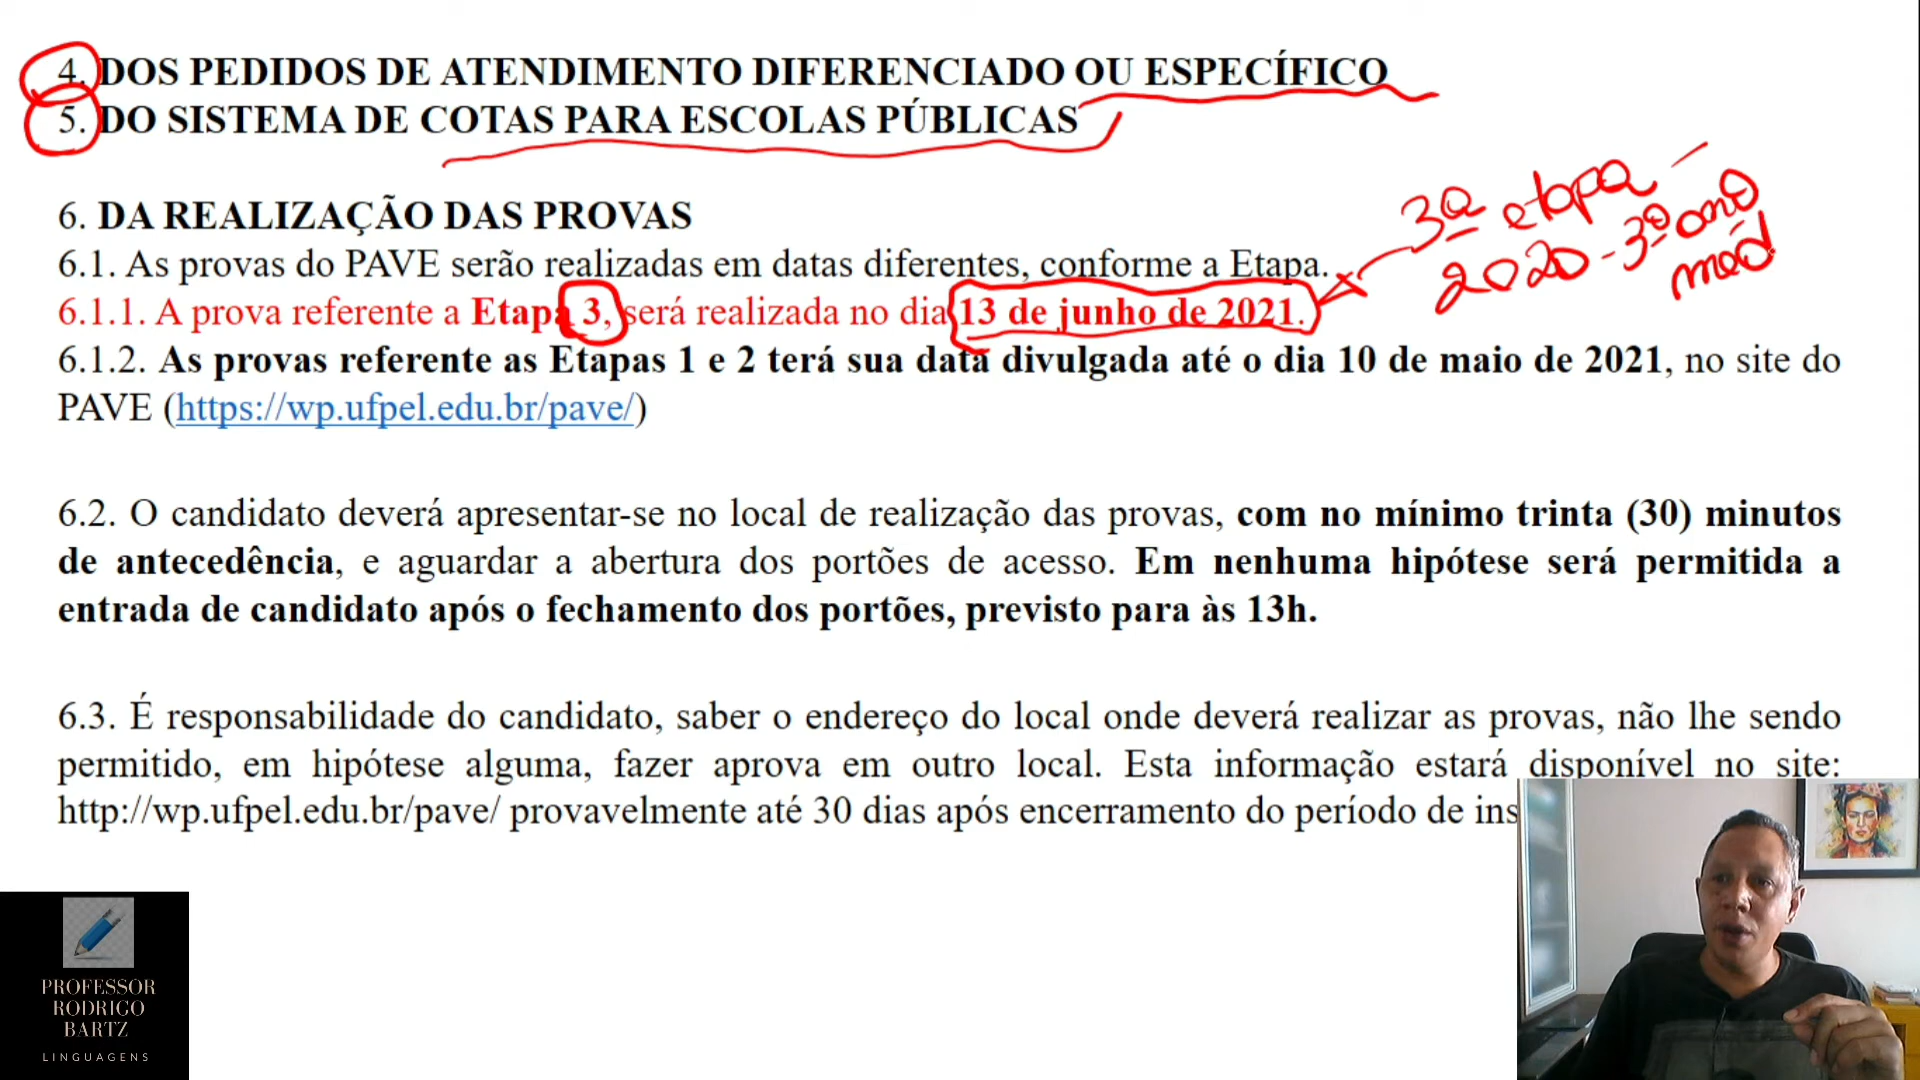 4. DOS PEDIDOS DE ATENDIMENTO DIFERENCIADO OU ESPECÍFICO
5. DO SISTEMA DE COTAS PARA ESCOLAS PÚBLICAS
6. DA REALIZAÇÃO DAS PROVAS
6.1. As provas do PAVE serão realizadas em datas diferentes, conforme a Etapa.
3ª etapa -
2020 - 3º ano
méd
6.1.1. A prova referente a Etapa 3, será realizada no dia 13 de junho de 2021.
6.1.2. As provas referente as Etapas 1 e 2 terá sua data divulgada até o dia 10 de maio de 2021, no site do
PAVE (https://wp.ufpel.edu.br/pave/)
6.2. O candidato deverá apresentar-se no local de realização das provas, com no mínimo trinta (30) minutos
de antecedência, e aguardar a abertura dos portões de acesso. Em nenhuma hipótese será permitida a
entrada de candidato após o fechamento dos portões, previsto para às 13h.
6.3. É responsabilidade do candidato, saber o endereço do local onde deverá realizar as provas, não lhe sendo
permitido, em hipótese alguma, fazer aprova em outro local. Esta informação estará disponível no site:
http://wp.ufpel.edu.br/pave/ provavelmente até 30 dias após encerramento do período de ins
PROFESSOR
RODRIGO
BARTZ
LINGUAGENS